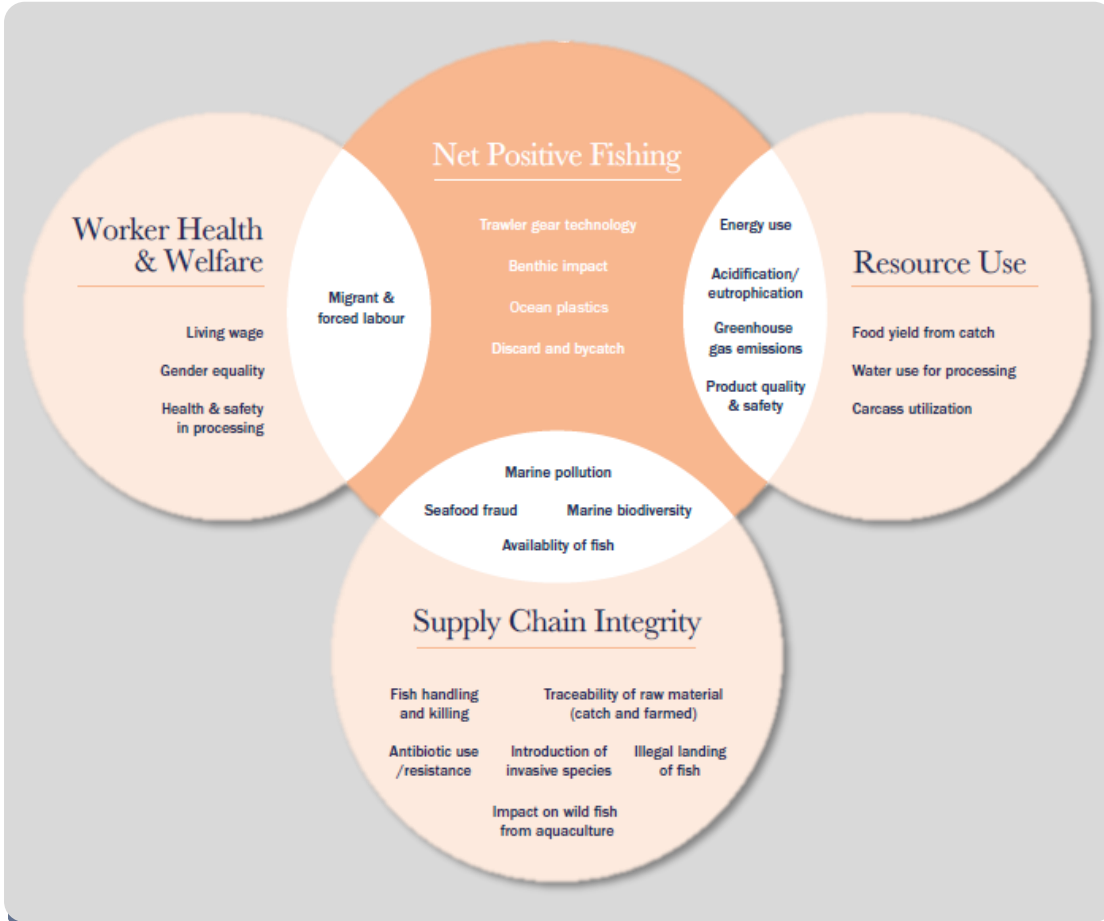 Net Positive Fishing
Trawler gear technology
Benthic impact
Ocean plastics
Discard and bycatch
Worker Health
& Welfare
Living wage
Gender equality
Health & safety
in processing
Migrant &
forced labour
Energy use
Acidification/
eutrophication
Greenhouse
gas emissions
Product quality
& safety
Resource Use
Food yield from catch
Water use for processing
Carcass utilization
Marine pollution
Seafood fraud
Marine biodiversity
Availablity of fish
Supply Chain Integrity
Fish handling
and killing
Traceability of raw material
(catch and farmed)
Antibiotic use
/resistance
Introduction of
invasive species
Illegal landing
of fish
Impact on wild fish
from aquaculture